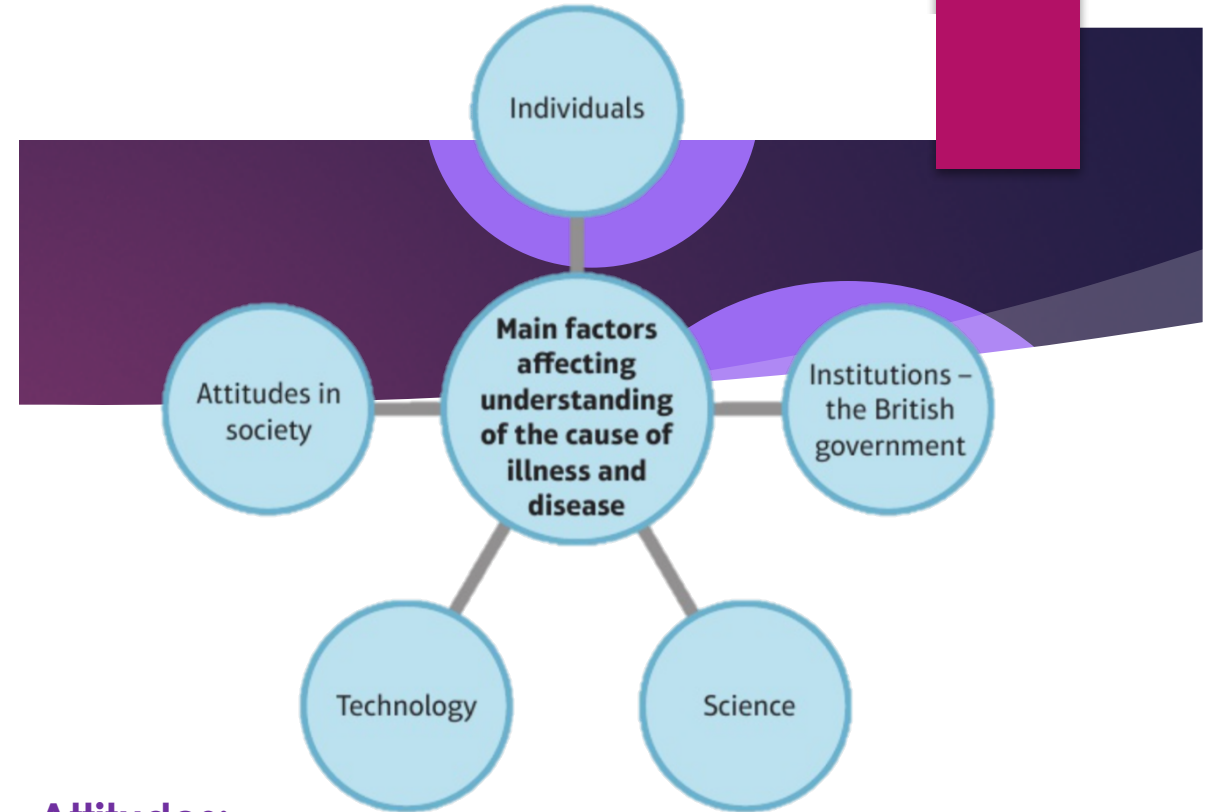 Individuals
Main factors
affecting
understanding
of the cause of
illness and
disease
Attitudes in
society
Institutions –
the British
government
Technology
Science